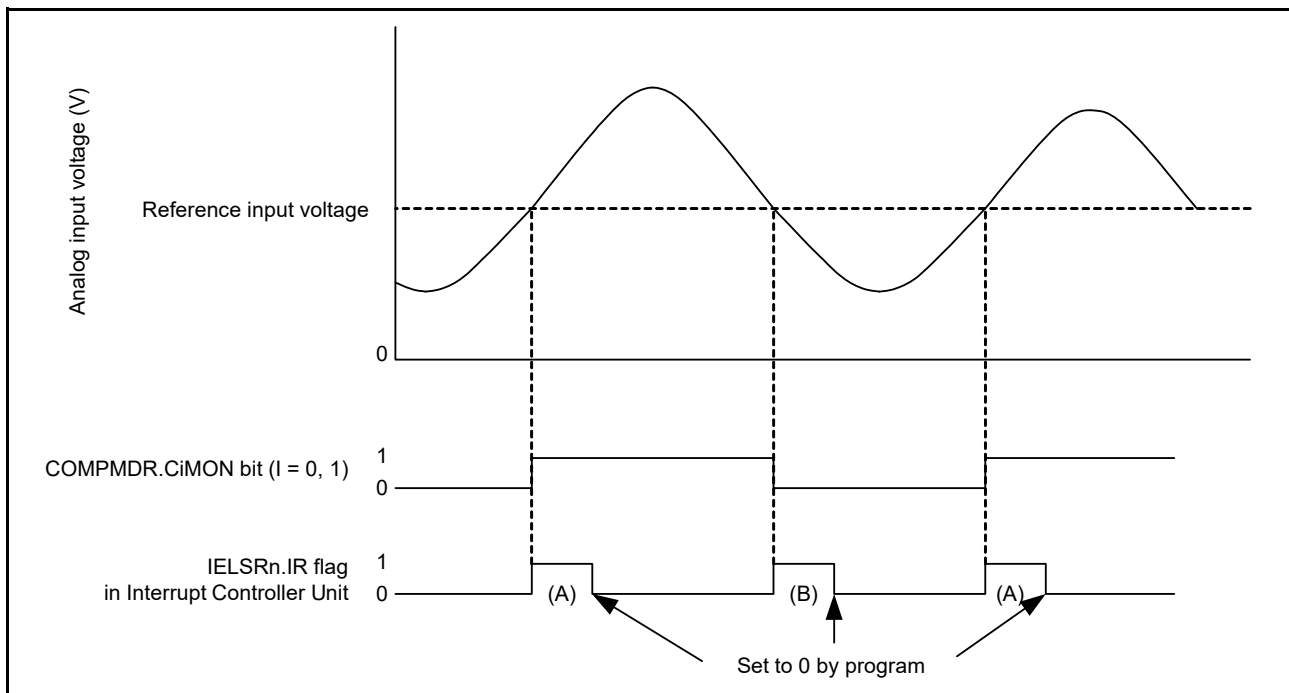 Analog input voltage (V)
Reference input voltage
0
COMPMDR.CiMON bit (I = 0, 1)
1
0
IELSRn.IR flag
in Interrupt Controller Unit
1
0
(A)
(B)
(A)
Set to 0 by program